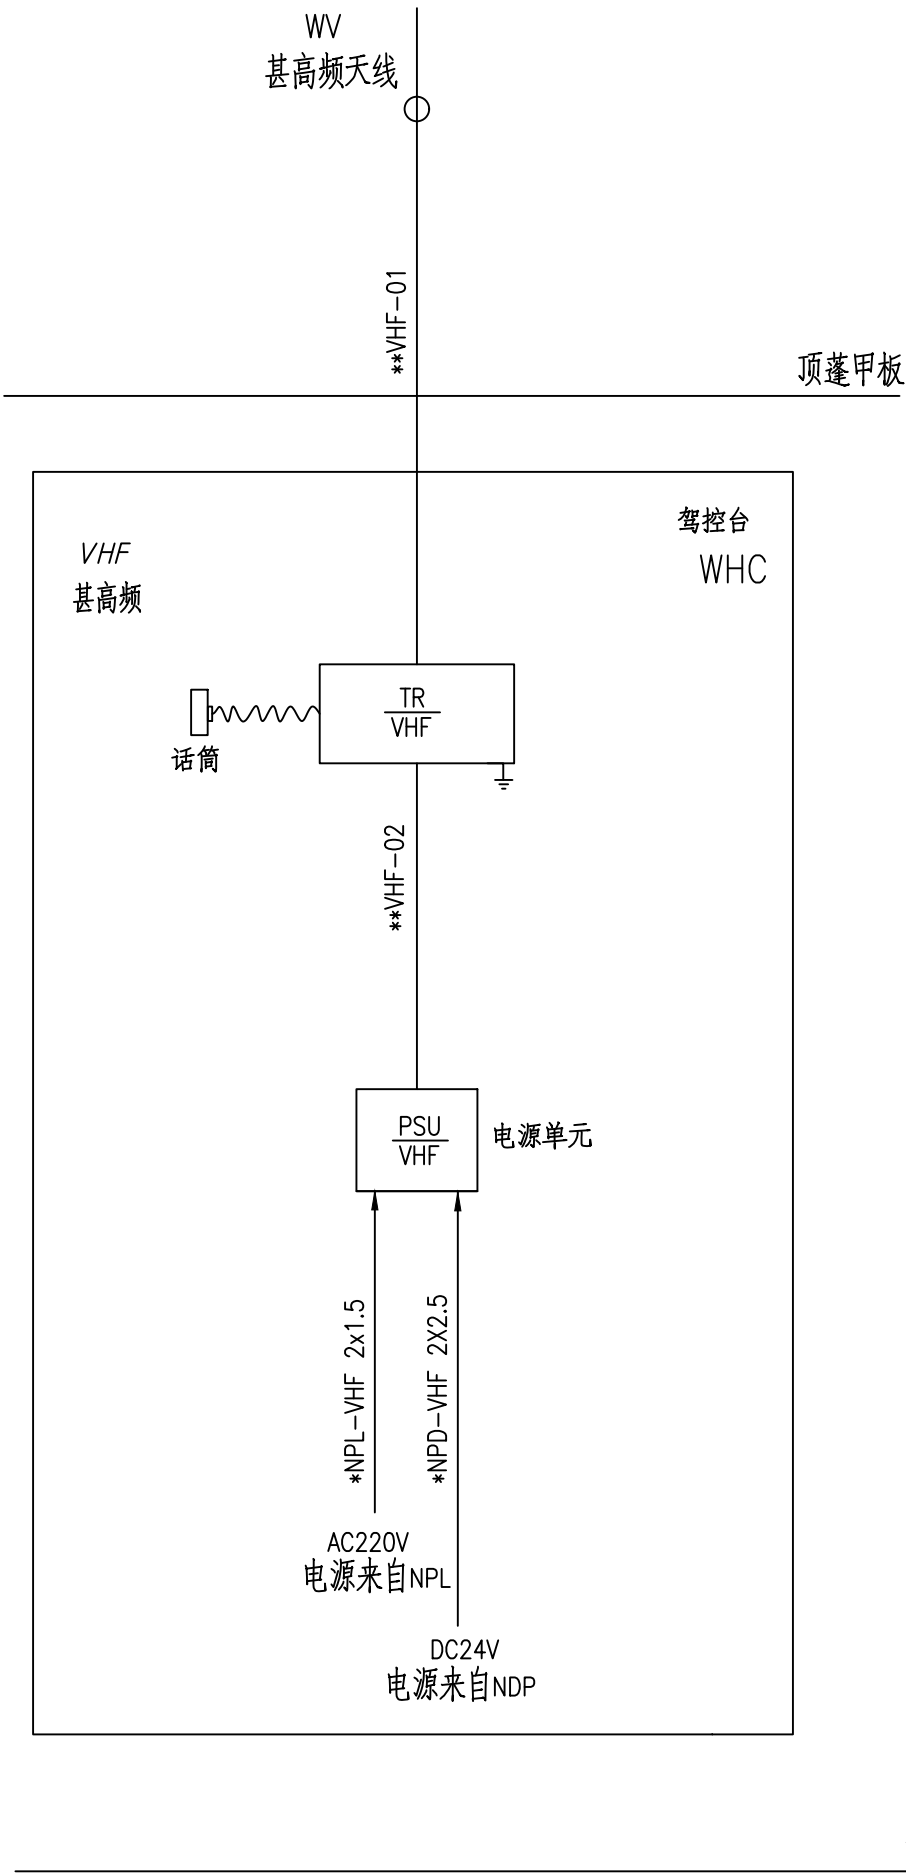 WV
甚高频天线
**VHF-01
顶蓬甲板
驾控台
WHC
VHF
甚高频
TR
VHF
话筒
**VHF-02
PSU
VHF
电源单元
*NPL-VHF 2x1.5
*NPD-VHF 2X2.5
AC220V
电源来自NPL
DC24V
电源来自NDP